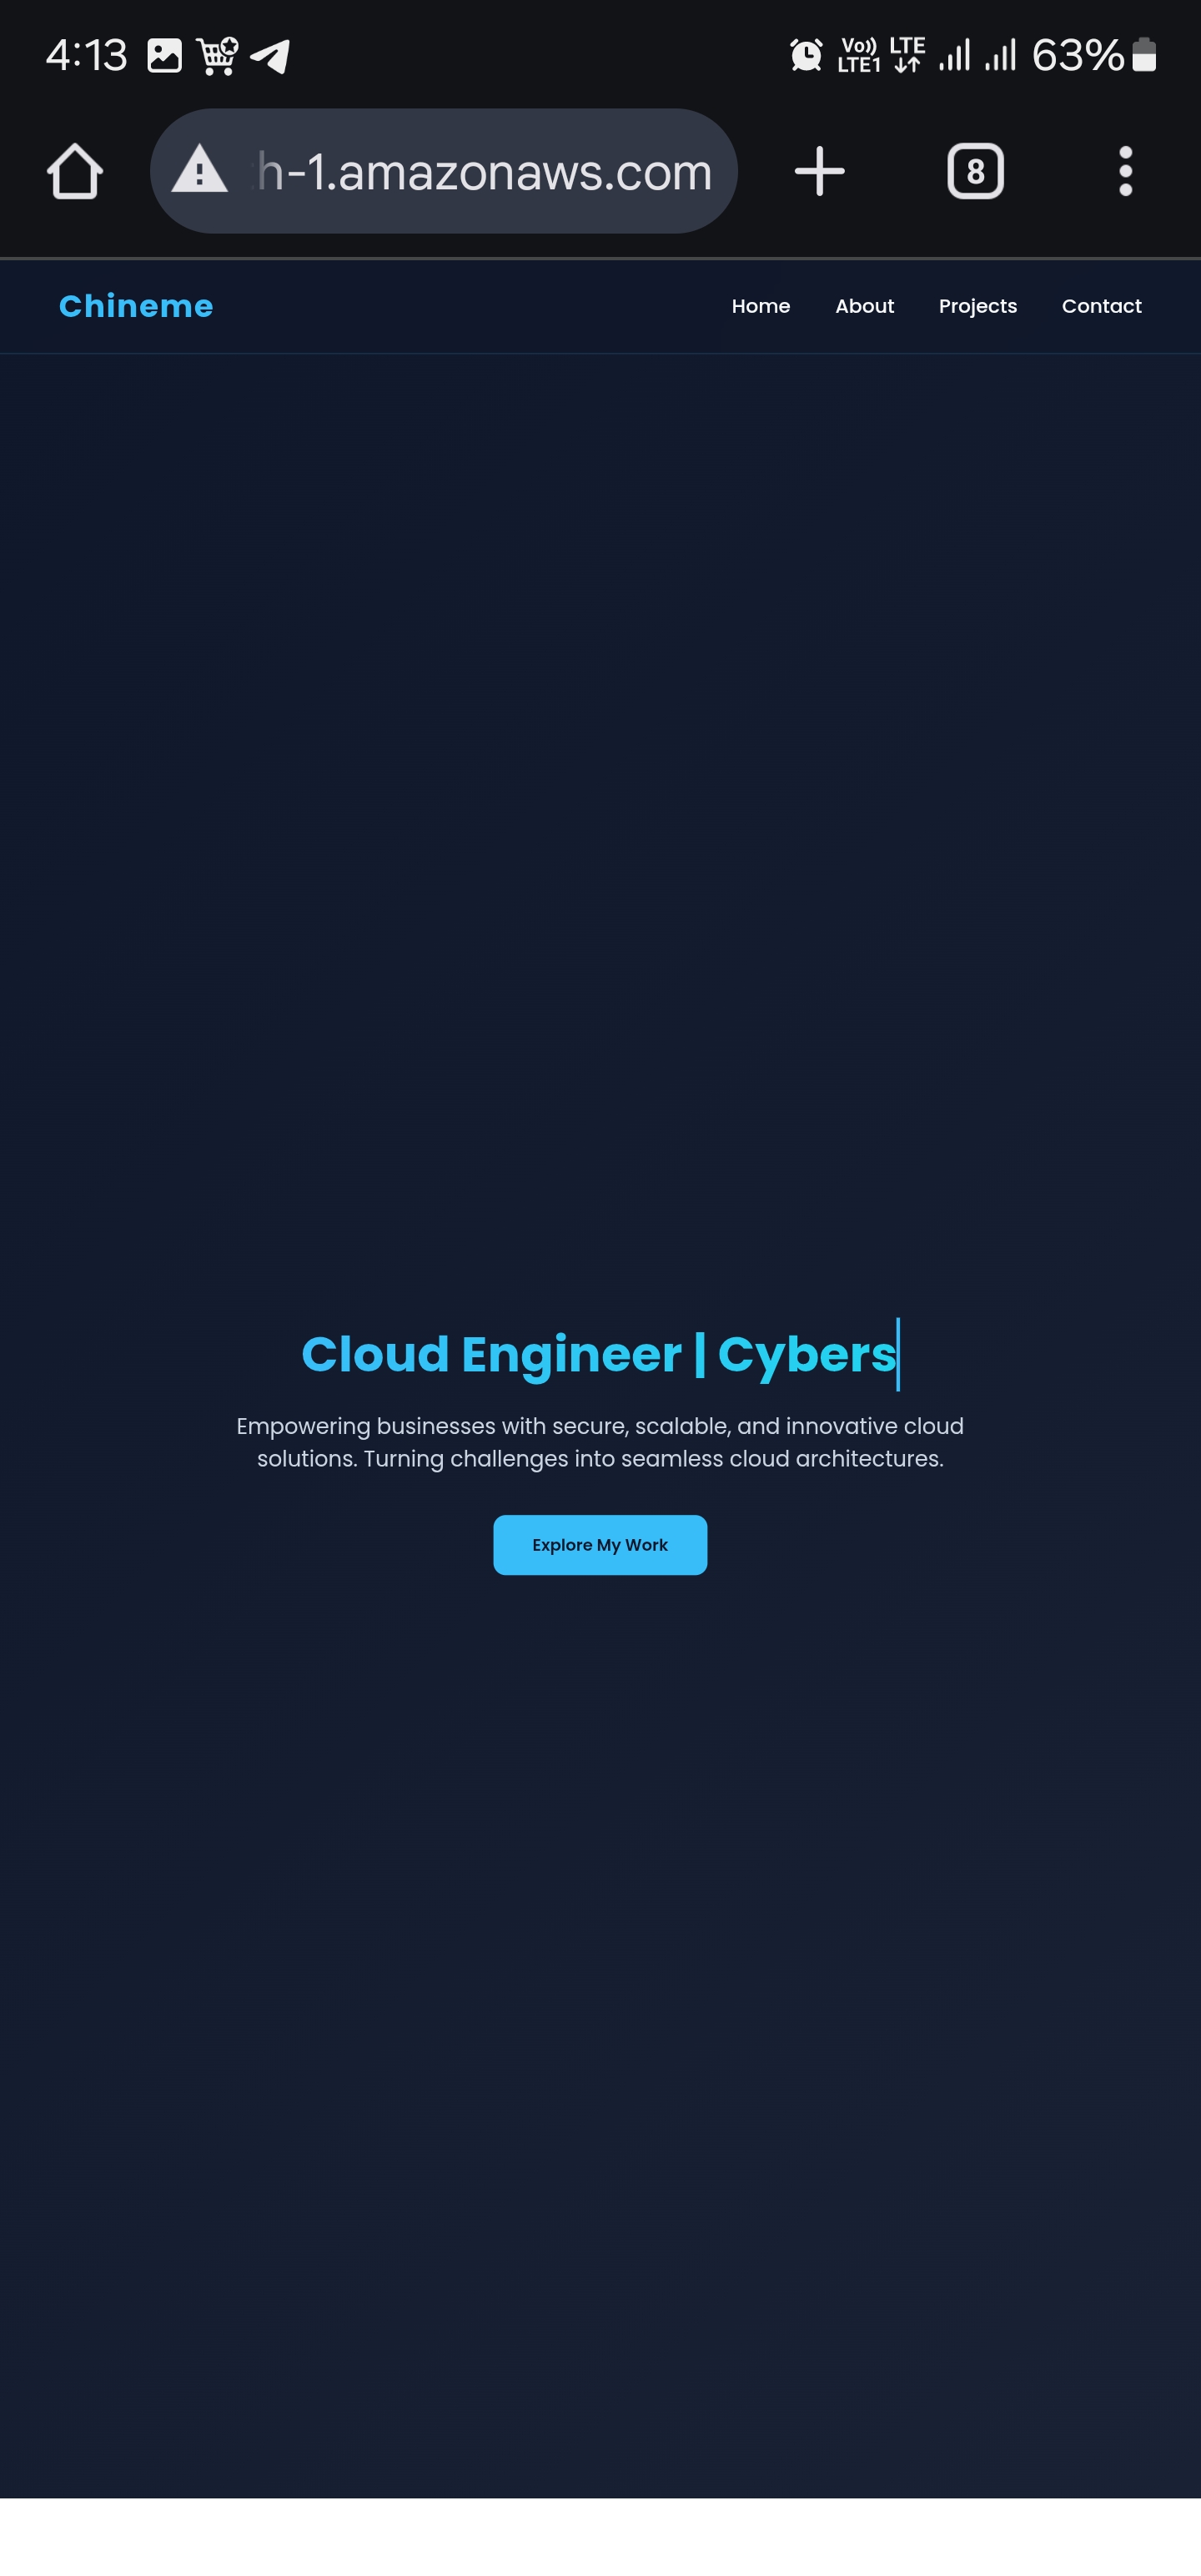 4:13 Vo)) LTE1 LTE 63%
h-1.amazonaws.com 8
Chineme Home About Projects Contact
Cloud Engineer | Cybers
Empowering businesses with secure, scalable, and innovative cloud
solutions. Turning challenges into seamless cloud architectures.
Explore My Work